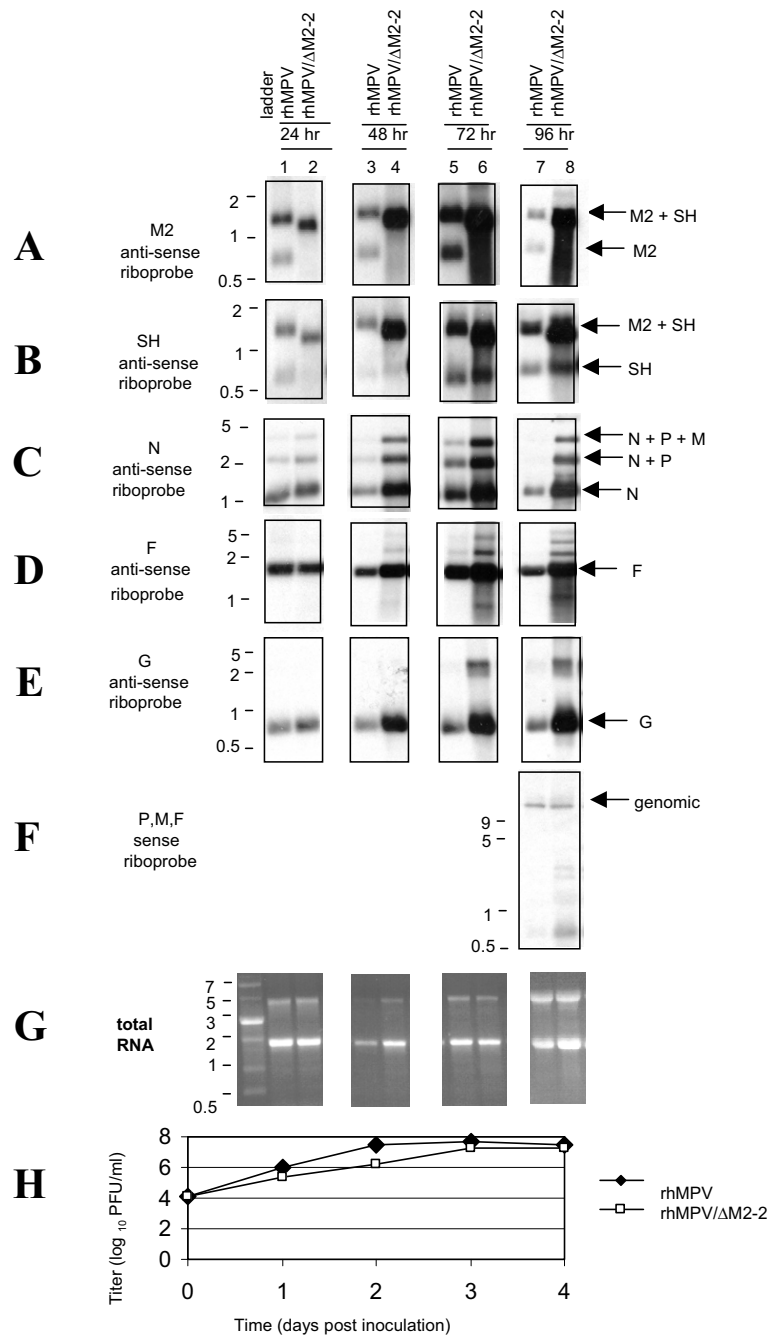 ladder
rhMPV
rhMPV/ΔM2-2
rhMPV
rhMPV/ΔM2-2
rhMPV
rhMPV/ΔM2-2
rhMPV
rhMPV/ΔM2-2
24 hr 48 hr 72 hr 96 hr
1 2 3 4 5 6 7 8
A
M2
anti-sense
riboprobe
2
1
0.5
M2 + SH
M2
B
SH
anti-sense
riboprobe
2
1
0.5
M2 + SH
SH
C
N
anti-sense
riboprobe
5
2
1
N + P + M
N + P
N
D
F
anti-sense
riboprobe
5
2
1
F
E
G
anti-sense
riboprobe
5
2
1
0.5
G
F
P,M,F
sense
riboprobe
9
5
1
0.5
genomic
G
total
RNA
7
5
3
2
1
0.5
H
Titer (log 10 PFU/ml)
8
6
4
2
0
0 1 2 3 4
Time (days post inoculation)
rhMPV
rhMPV/ΔM2-2